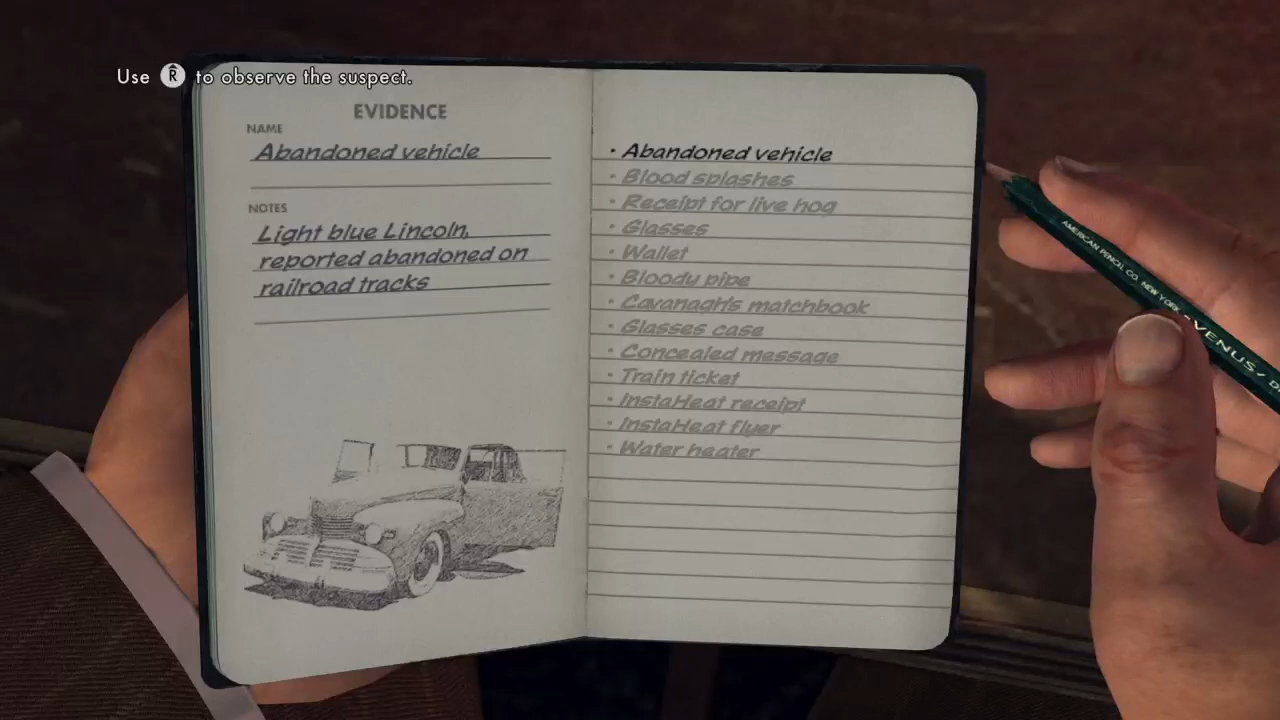 Use R to observe the suspect.
EVIDENCE
NAME
Abandoned vehicle
NOTES
Light blue Lincoln,
reported abandoned on
railroad tracks
• Abandoned vehicle
• Blood splashes
• Receipt for live hog
• Glasses
• Wallet
• Bloody pipe
• Cavanagh's matchbook
• Glasses case
• Concealed message
• Train ticket
• InstaHeat receipt
• InstaHeat flyer
• Water heater
AMERICAN PENCIL CO. NEW YORK VENUS